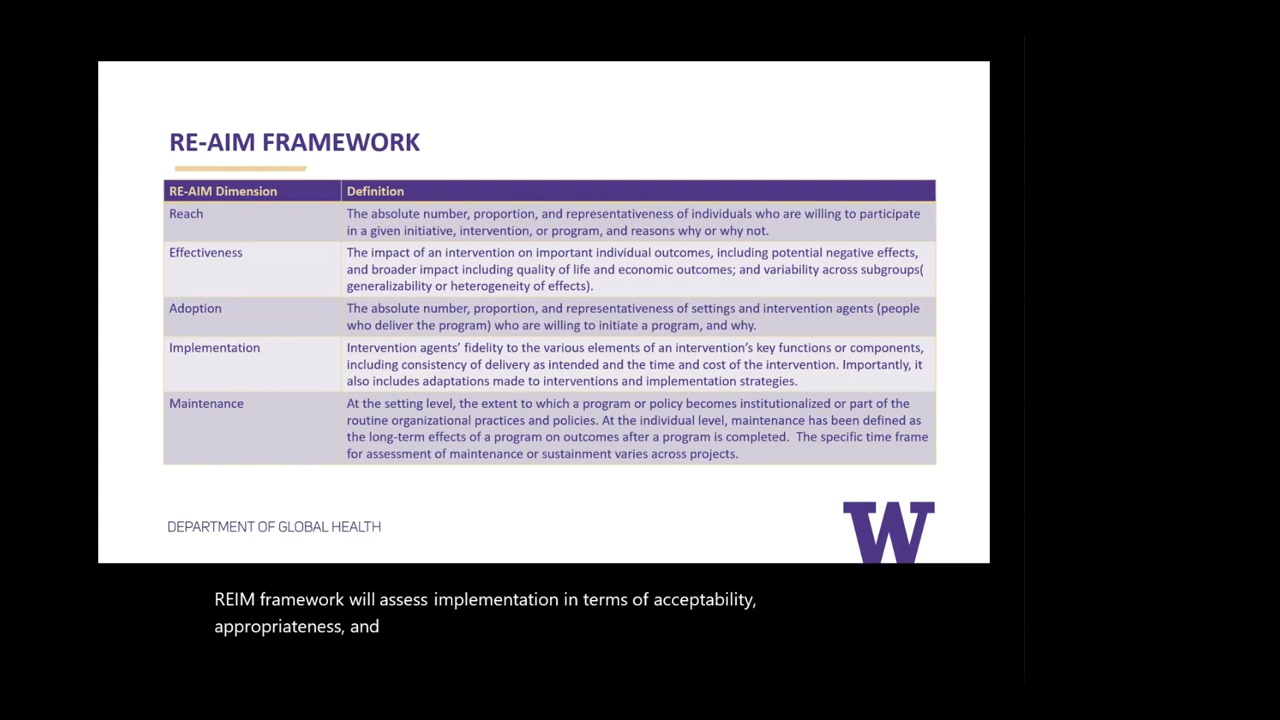 RE-AIM FRAMEWORK
RE-AIM Dimension
Definition
Reach
The absolute number, proportion, and representativeness of individuals who are willing to participate
in a given initiative, intervention, or program, and reasons why or why not.
Effectiveness
The impact of an intervention on important individual outcomes, including potential negative effects,
and broader impact including quality of life and economic outcomes; and variability across subgroups(
generalizability or heterogeneity of effects).
Adoption
The absolute number, proportion, and representativeness of settings and intervention agents (people
who deliver the program) who are willing to initiate a program, and why.
Implementation
Intervention agents' fidelity to the various elements of an intervention's key functions or components,
including consistency of delivery as intended and the time and cost of the intervention. Importantly, it
also includes adaptations made to interventions and implementation strategies.
Maintenance
At the setting level, the extent to which a program or policy becomes institutionalized or part of the
routine organizational practices and policies. At the individual level, maintenance has been defined as
the long-term effects of a program on outcomes after a program is completed.  The specific time frame
for assessment of maintenance or sustainment varies across projects.
DEPARTMENT OF GLOBAL HEALTH
W
REIM framework will assess implementation in terms of acceptability,
appropriateness, and